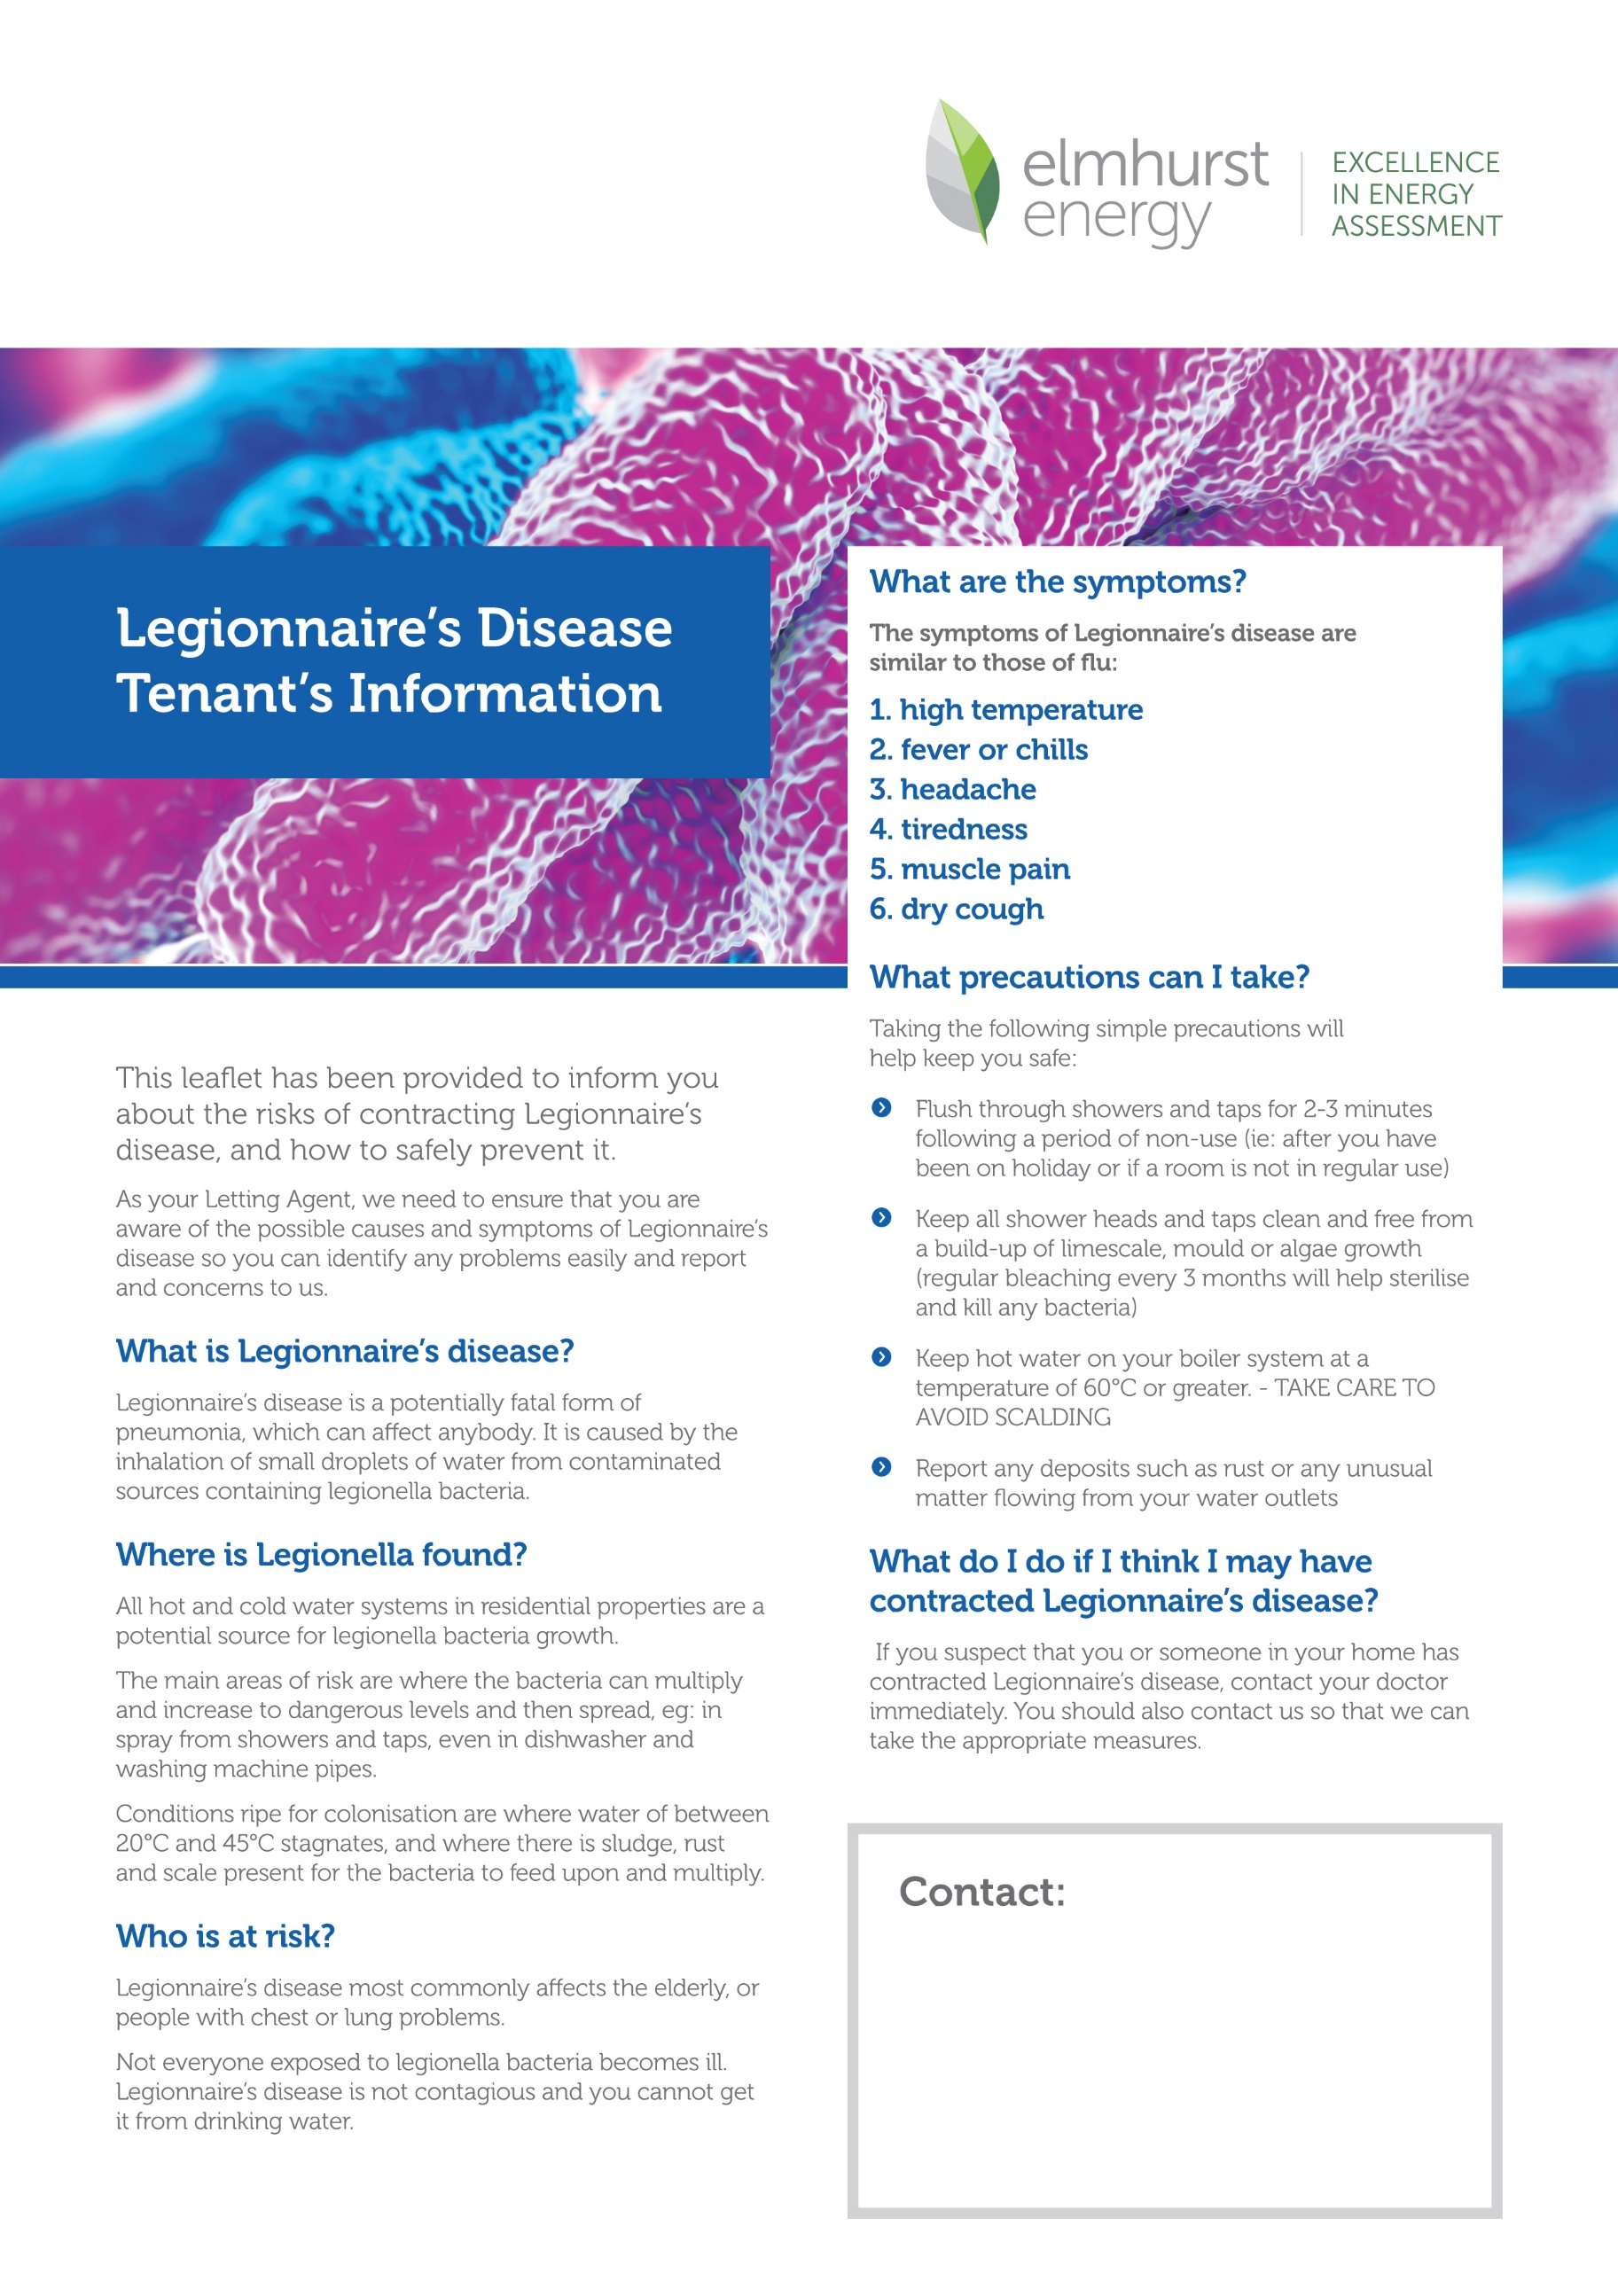 elmhurst
energy
EXCELLENCE
IN ENERGY
ASSESSMENT
Legionnaire's Disease
Tenant's Information
This leaflet has been provided to inform you
about the risks of contracting Legionnaire's
disease, and how to safely prevent it.
As your Letting Agent, we need to ensure that you are
aware of the possible causes and symptoms of Legionnaire's
disease so you can identify any problems easily and report
and concerns to us.
What is Legionnaire's disease?
Legionnaire's disease is a potentially fatal form of
pneumonia, which can affect anybody. It is caused by the
inhalation of small droplets of water from contaminated
sources containing legionella bacteria.
Where is Legionella found?
All hot and cold water systems in residential properties are a
potential source for legionella bacteria growth.
The main areas of risk are where the bacteria can multiply
and increase to dangerous levels and then spread, eg: in
spray from showers and taps, even in dishwasher and
washing machine pipes.
Conditions ripe for colonisation are where water of between
20°C and 45°C stagnates, and where there is sludge, rust
and scale present for the bacteria to feed upon and multiply.
Who is at risk?
Legionnaire's disease most commonly affects the elderly, or
people with chest or lung problems.
Not everyone exposed to legionella bacteria becomes ill.
Legionnaire's disease is not contagious and you cannot get
it from drinking water.
What are the symptoms?
The symptoms of Legionnaire's disease are
similar to those of flu:
1. high temperature
2. fever or chills
3. headache
4. tiredness
5. muscle pain
6. dry cough
What precautions can I take?
Taking the following simple precautions will
help keep you safe:
Flush through showers and taps for 2-3 minutes
following a period of non-use (ie: after you have
been on holiday or if a room is not in regular use)
Keep all shower heads and taps clean and free from
a build-up of limescale, mould or algae growth
(regular bleaching every 3 months will help sterilise
and kill any bacteria)
Keep hot water on your boiler system at a
temperature of 60°C or greater. - TAKE CARE TO
AVOID SCALDING
Report any deposits such as rust or any unusual
matter flowing from your water outlets
What do I do if I think I may have
contracted Legionnaire's disease?
If you suspect that you or someone in your home has
contracted Legionnaire's disease, contact your doctor
immediately. You should also contact us so that we can
take the appropriate measures.
Contact: